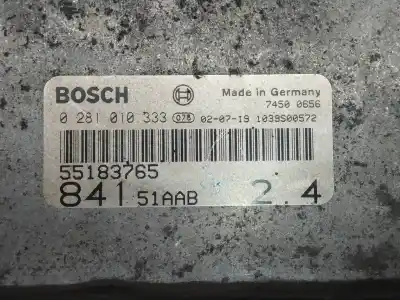 BOSCH Made in Germany
7450 0656
0 281 010 333 078 02-07-19 1039S00572
55183765
841 51AAB 2.4